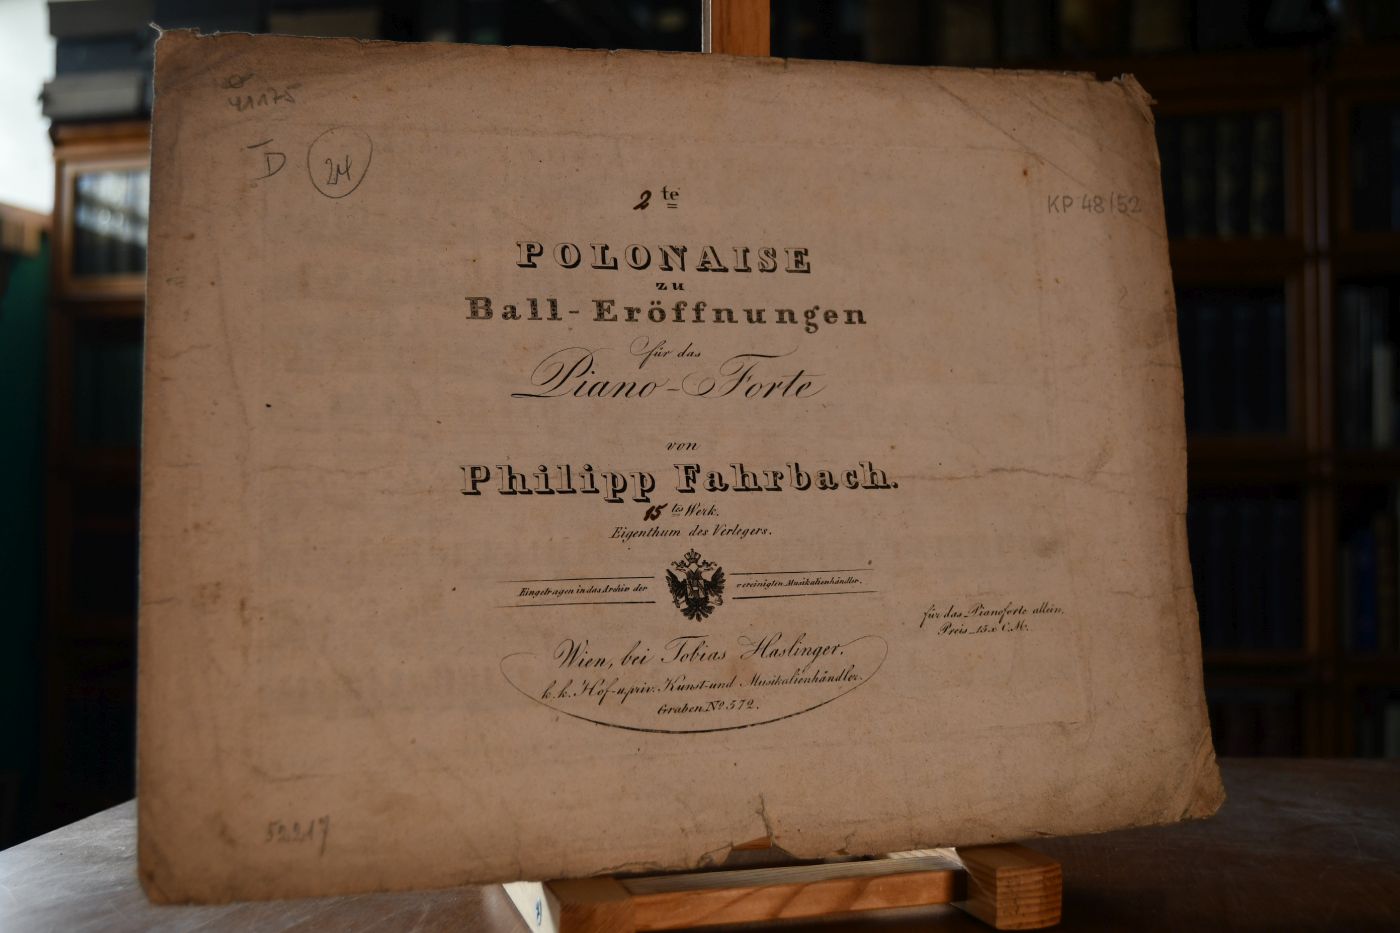 41175
D
24
KP 48/52
2te
POLONAISE
zu
Ball-Eröffnungen
für das
Piano-Forte
von
Philipp Fahrbach.
15tes Werk.
Eigenthum des Verlegers.
Eingetragen in das Archiv der vereinigten Musikalienhändler.
für das Pianoforte allein.
Preis 15 x C.M.
Wien, bei Tobias Haslinger.
k. k. Hof- u. priv. Kunst- und Musikalienhändler.
Graben No. 572.
52217